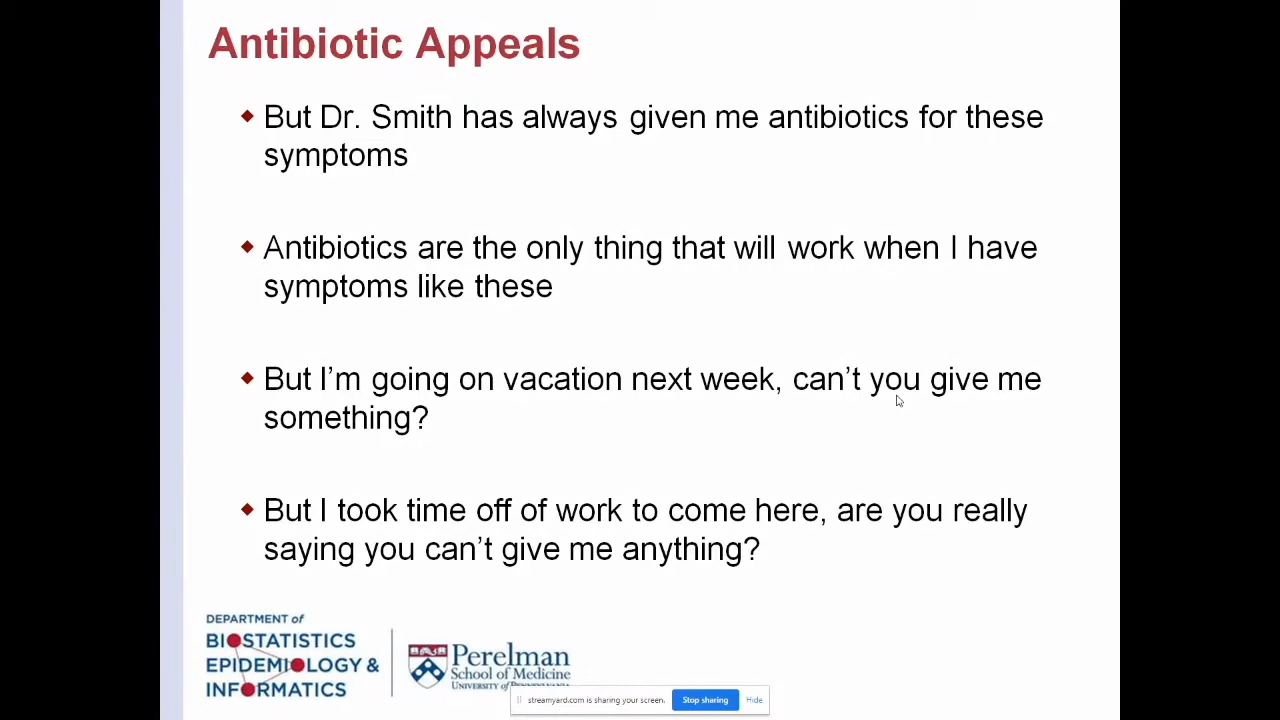 Antibiotic Appeals
But Dr. Smith has always given me antibiotics for these
symptoms
Antibiotics are the only thing that will work when I have
symptoms like these
But I’m going on vacation next week, can’t you give me
something?
But I took time off of work to come here, are you really
saying you can’t give me anything?
DEPARTMENT of
BIOSTATISTICS
EPIDEMIOLOGY &
INFORMATICS
Perelman
School of Medicine
UNIVERSITY of PENNSYLVANIA
streamyard.com is sharing your screen.
Stop sharing
Hide